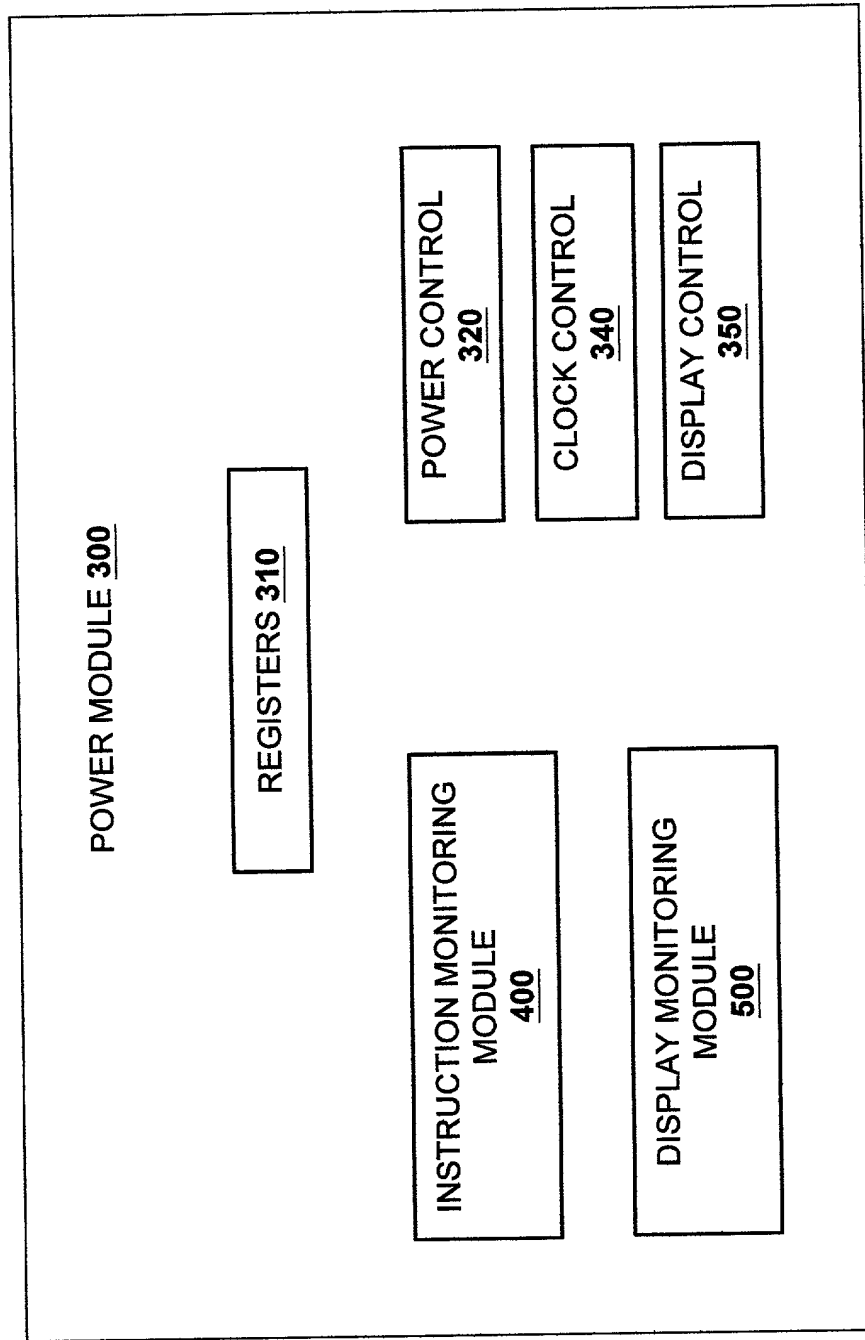 POWER MODULE 300
REGISTERS 310
INSTRUCTION MONITORING
MODULE
400
DISPLAY MONITORING
MODULE
500
POWER CONTROL
320
CLOCK CONTROL
340
DISPLAY CONTROL
350